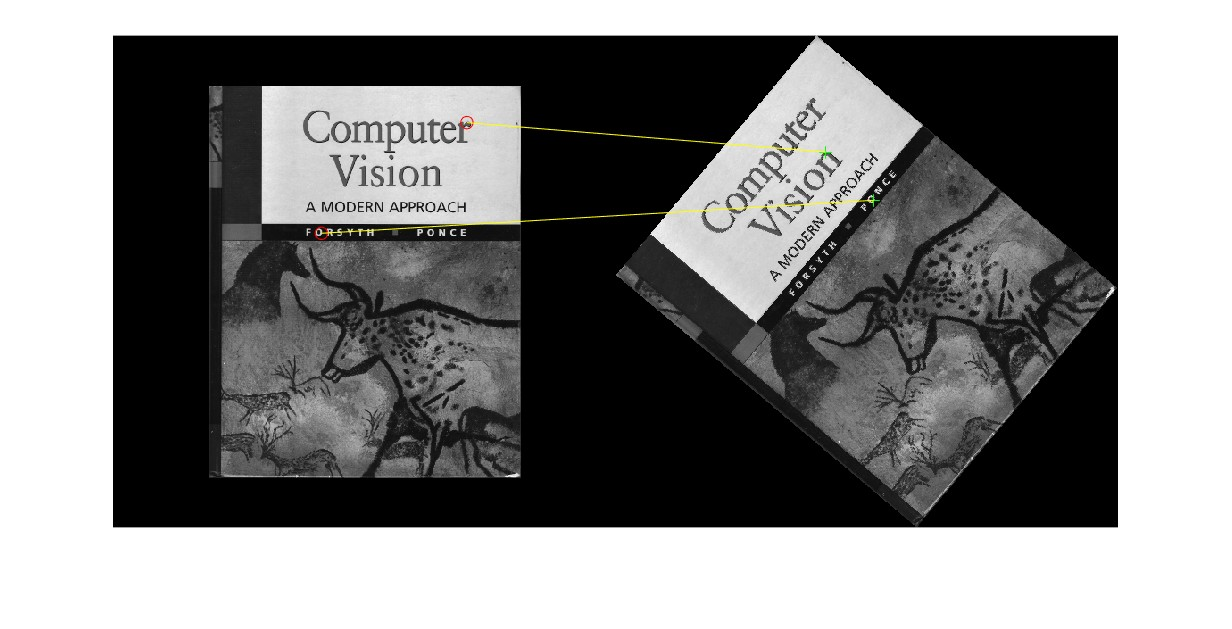 Computer
Vision
A MODERN APPROACH
FORSYTH PONCE
Computer
Vision
A MODERN APPROACH
FORSYTH PONCE